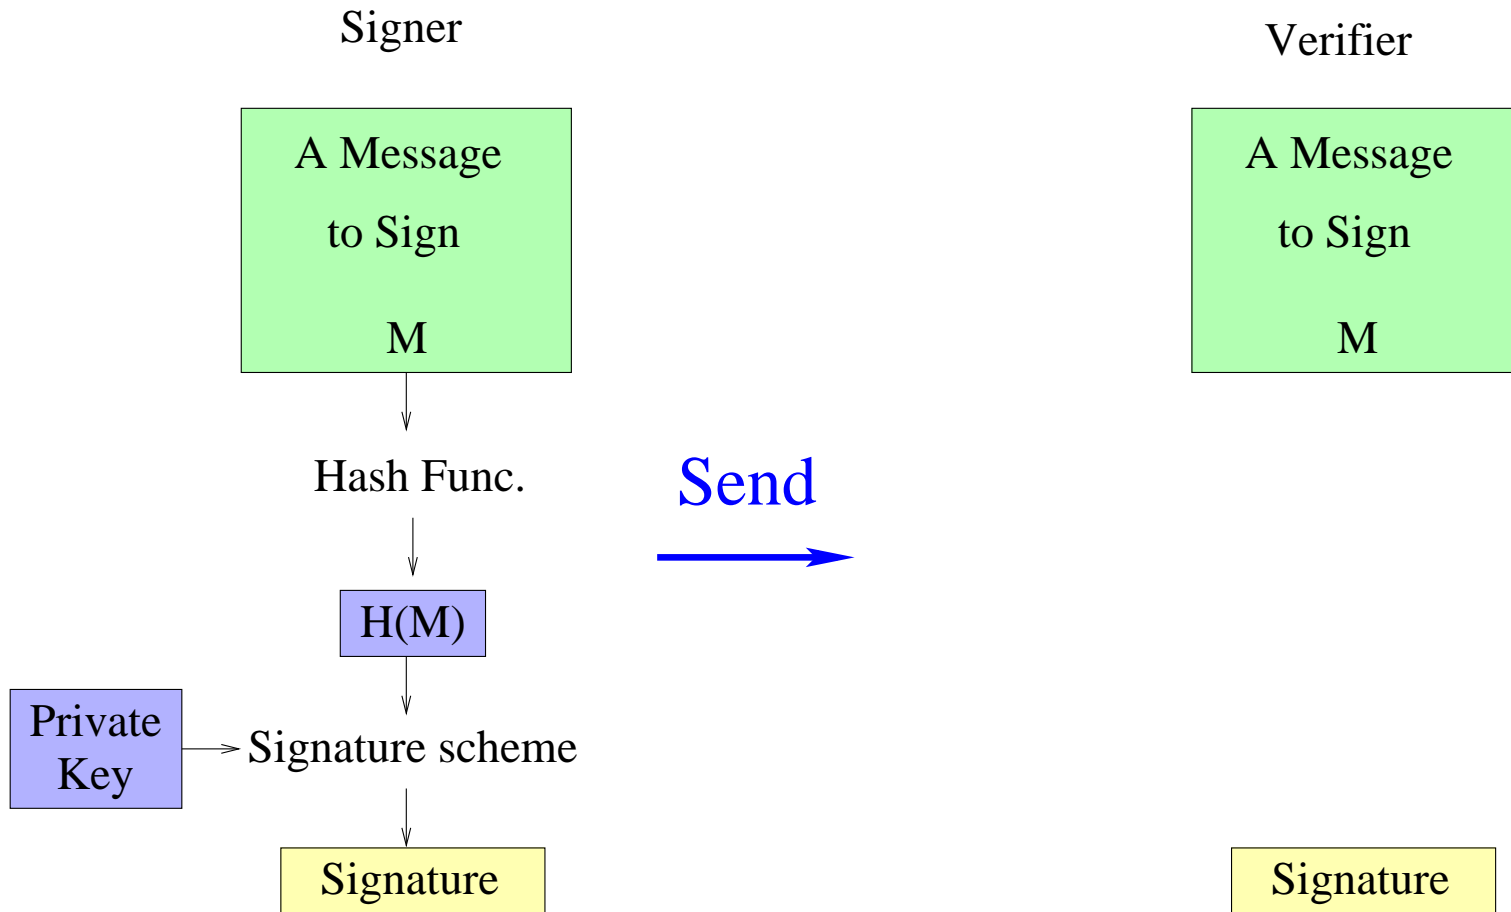 Signer
Verifier
A Message
to Sign
M
A Message
to Sign
M
Hash Func.
Send
H(M)
Private
Key
Signature scheme
Signature
Signature